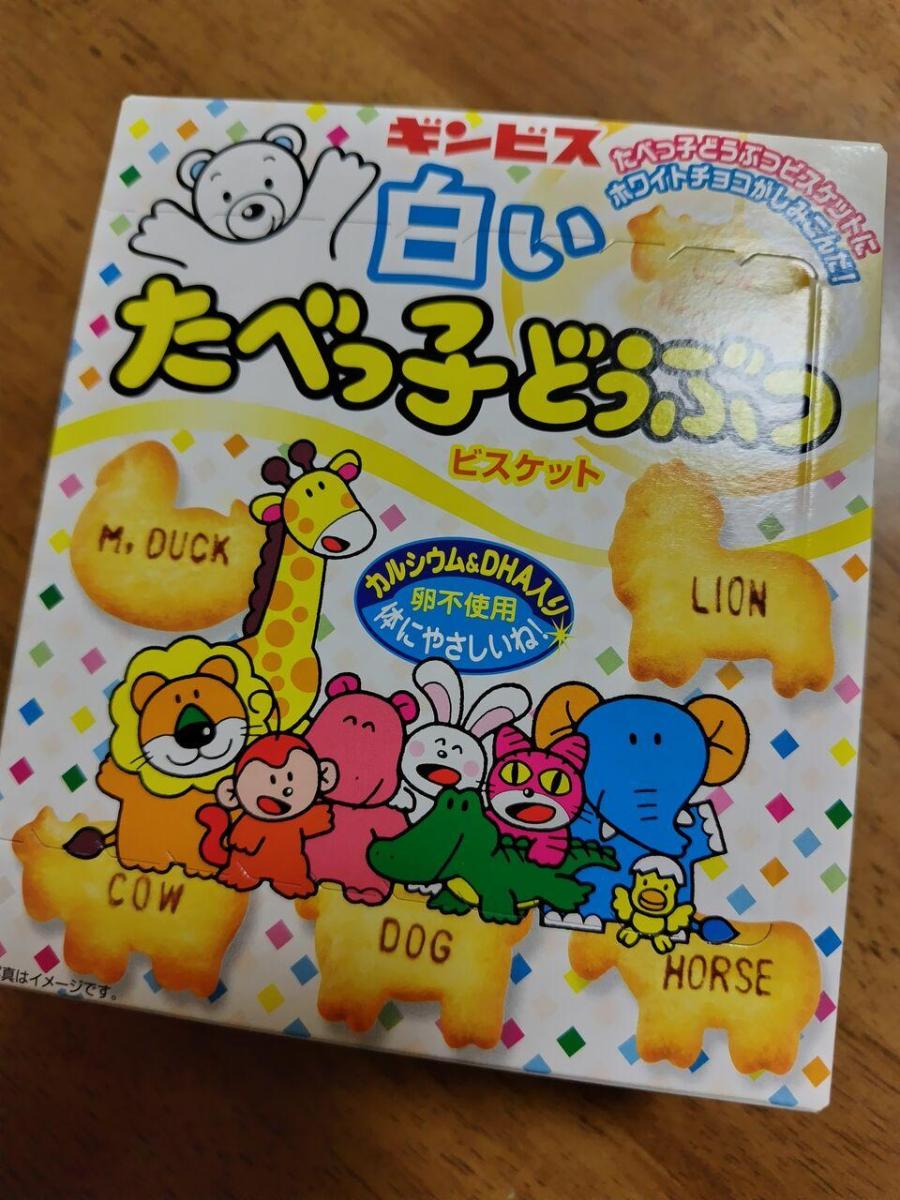 ギンビス
たべっ子どうぶつビスケットに
ホワイトチョコがしみこんだ!
白い
たべっ子どうぶつ
ビスケット
M. DUCK
LION
カルシウム&DHA入り
卵不使用
体にやさしいね!
COW
DOG
HORSE
真はイメージです。